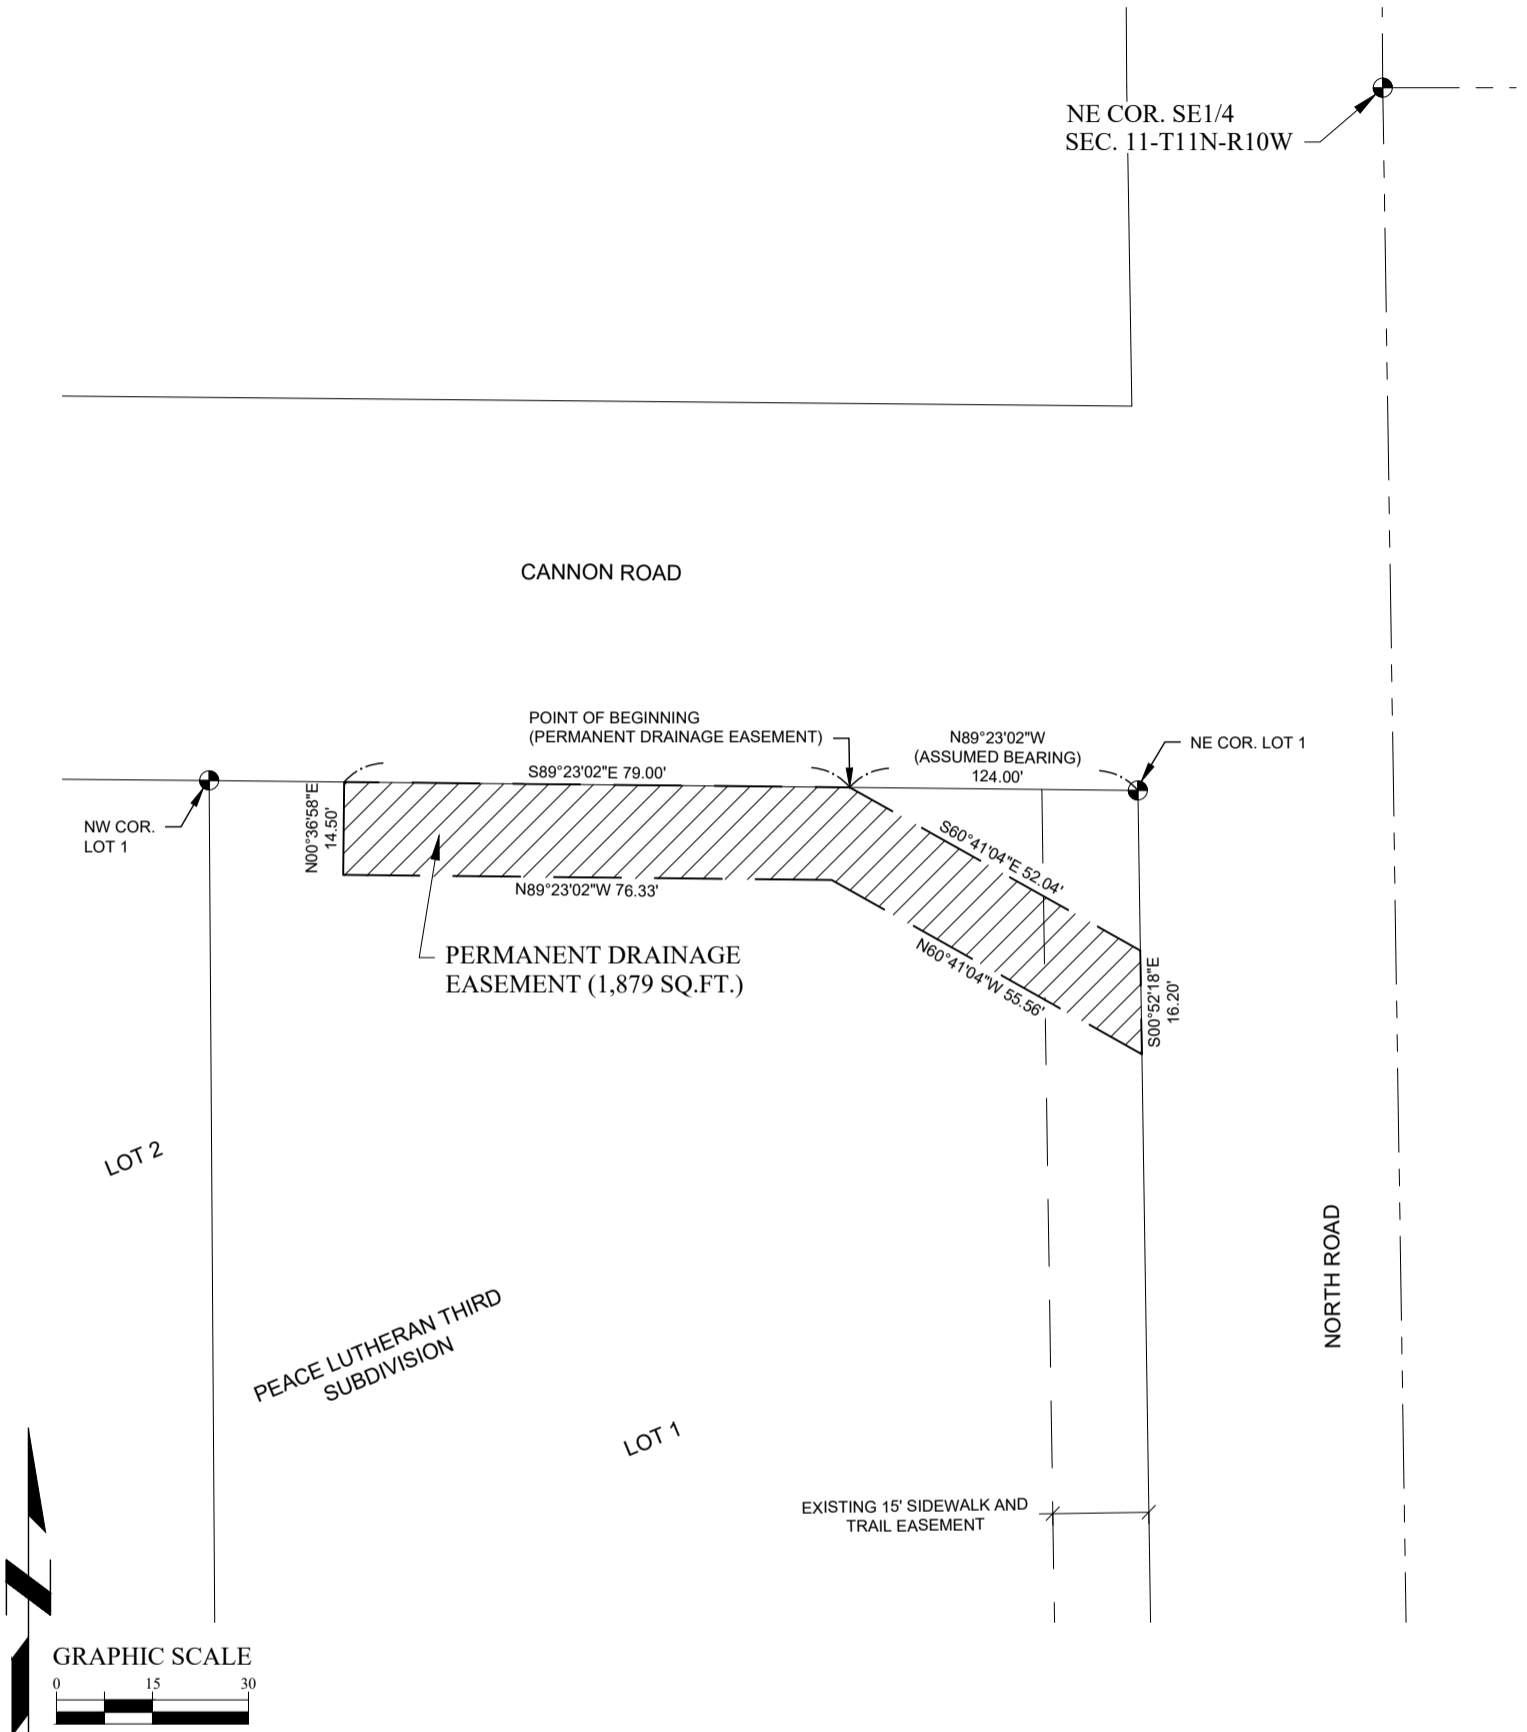 NE COR. SE1/4
SEC. 11-T11N-R10W
CANNON ROAD
POINT OF BEGINNING
(PERMANENT DRAINAGE EASEMENT)
N89°23'02"W
(ASSUMED BEARING)
124.00'
NE COR. LOT 1
S89°23'02"E 79.00'
NW COR.
LOT 1
N00°36'58"E
14.50'
S60°41'04"E 52.04'
N89°23'02"W 76.33'
PERMANENT DRAINAGE
EASEMENT (1,879 SQ.FT.)
N60°41'04"W 55.56'
S00°52'18"E
16.20'
LOT 2
NORTH ROAD
PEACE LUTHERAN THIRD
SUBDIVISION
LOT 1
EXISTING 15' SIDEWALK AND
TRAIL EASEMENT
Z
GRAPHIC SCALE
0 15 30